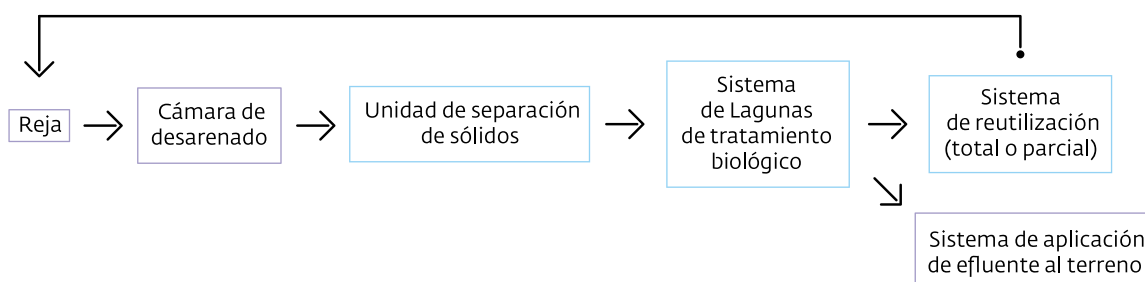 Reja
Cámara de
desarenado
Unidad de separación
de sólidos
Sistema
de Lagunas
de tratamiento
biológico
Sistema
de reutilización
(total o parcial)
Sistema de aplicación
de efluente al terreno